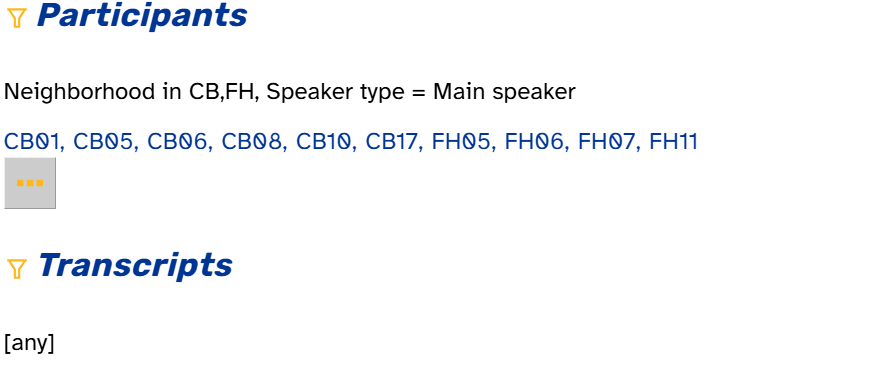 Participants
Neighborhood in CB,FH, Speaker type = Main speaker
CB01, CB05, CB06, CB08, CB10, CB17, FH05, FH06, FH07, FH11
Transcripts
[any]